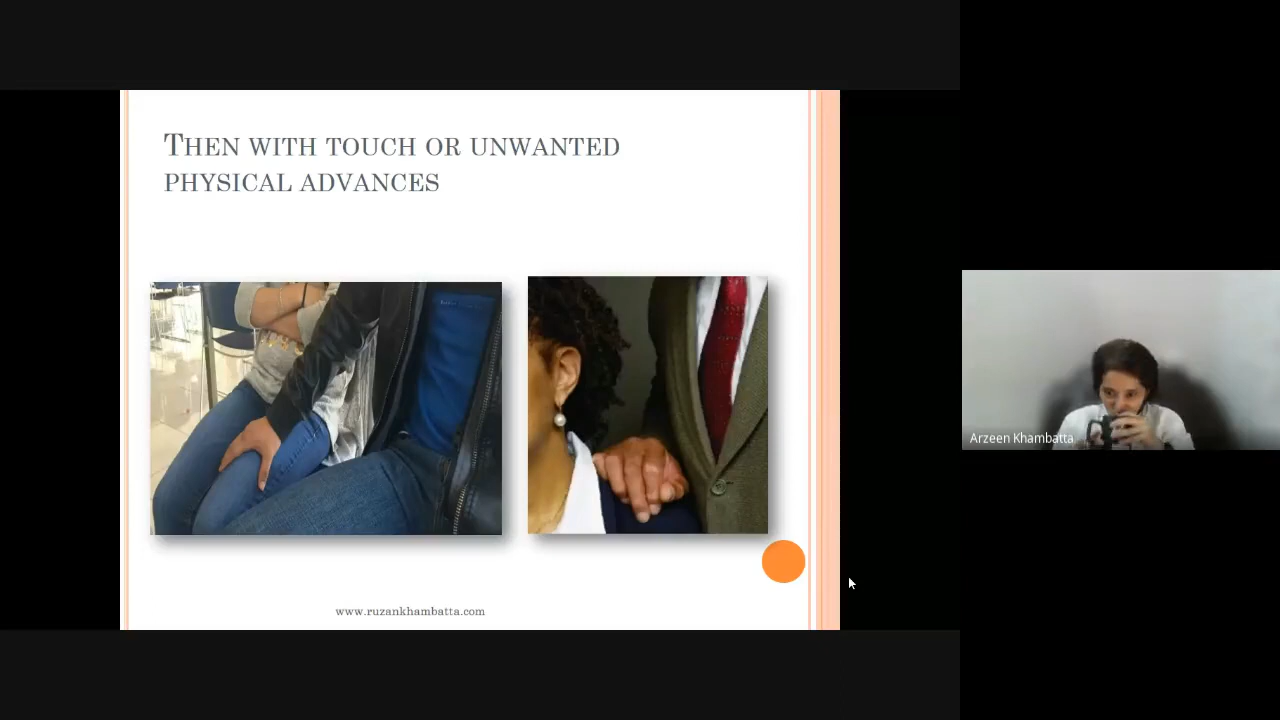 Then with touch or unwanted
physical advances
www.ruzankhambatta.com
Arzeen Khambatta